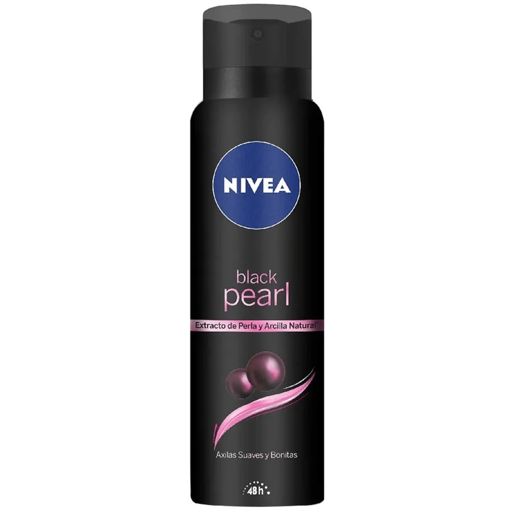 NIVEA
black
pearl
Extracto de Perla y Arcilla Natural
Axilas Suaves y Bonitas
48h